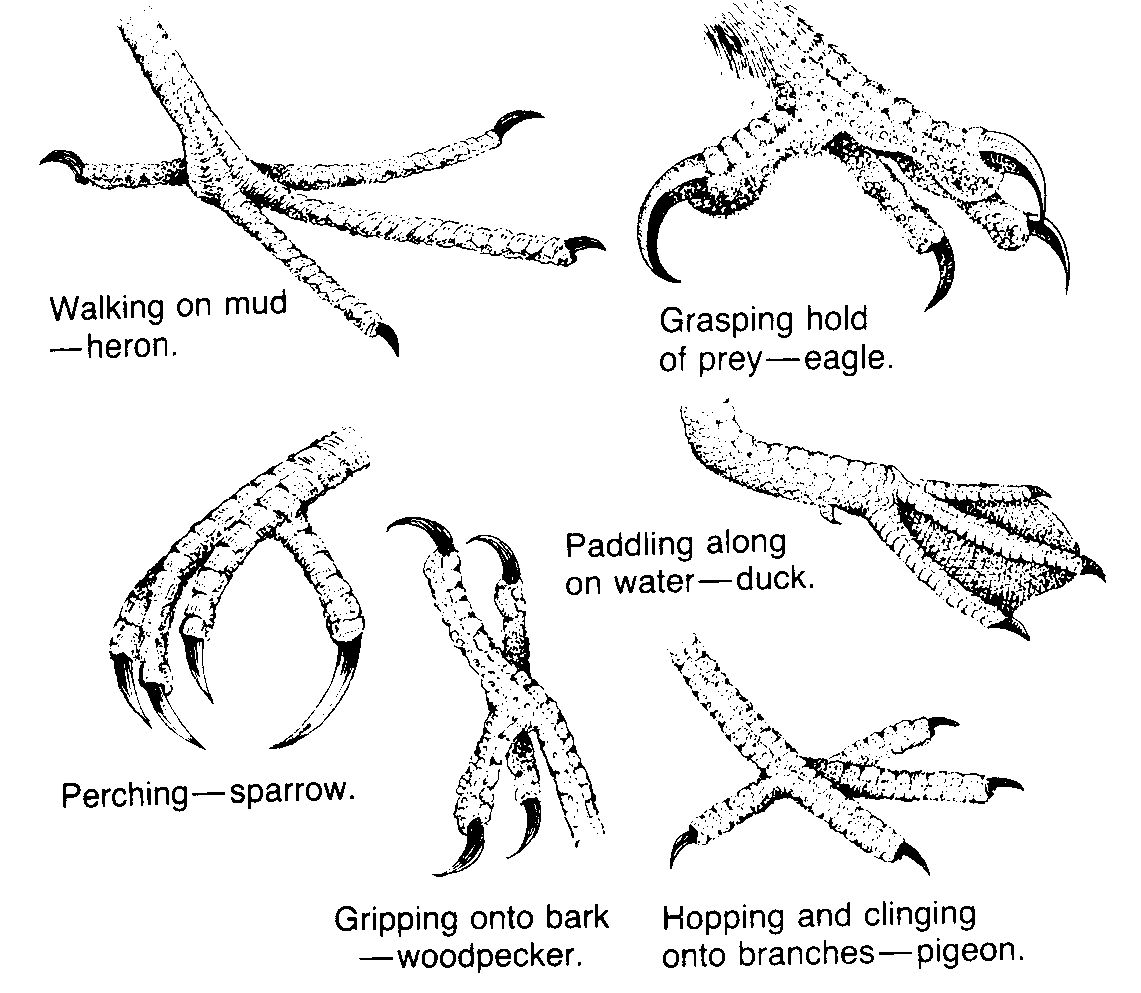 Walking on mud
—heron.
Grasping hold
of prey—eagle.
Paddling along
on water—duck.
Perching—sparrow.
Gripping onto bark
—woodpecker.
Hopping and clinging
onto branches—pigeon.